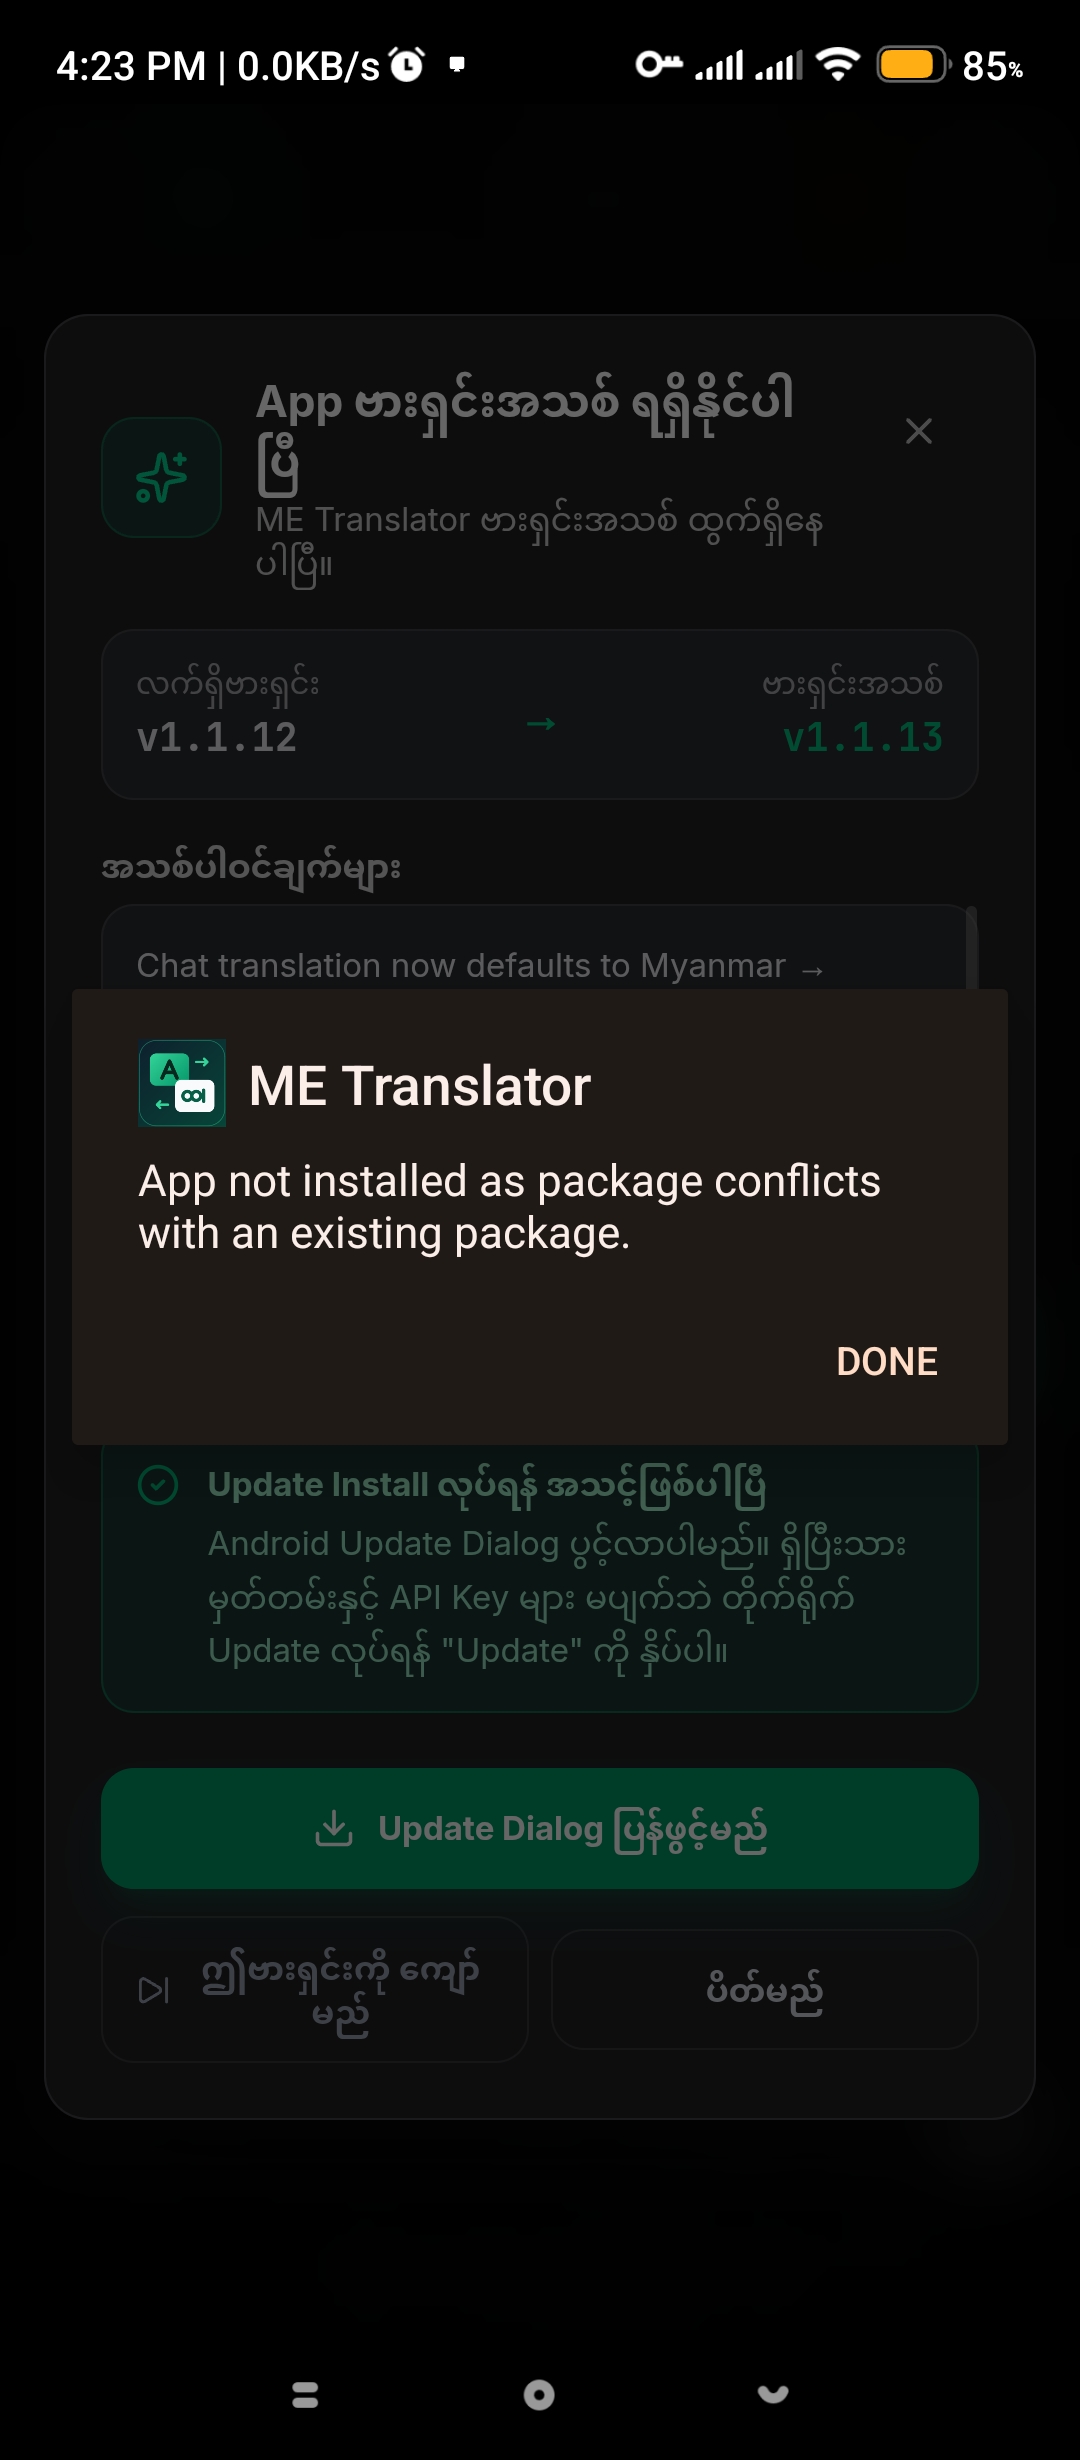 4:23 PM | 0.0KB/s 85%
App ဗားရှင်းအသစ် ရရှိနိုင်ပါ
ပြီ
ME Translator ဗားရှင်းအသစ် ထွက်ရှိနေ
ပါပြီ။
လက်ရှိဗားရှင်း
v1.1.12
→
ဗားရှင်းအသစ်
v1.1.13
အသစ်ပါဝင်ချက်များ
Chat translation now defaults to Myanmar →
ME Translator
App not installed as package conflicts
with an existing package.
DONE
Update Install လုပ်ရန် အသင့်ဖြစ်ပါပြီ
Android Update Dialog ပွင့်လာပါမည်။ ရှိပြီးသား
မှတ်တမ်းနှင့် API Key များ မပျက်ဘဲ တိုက်ရိုက်
Update လုပ်ရန် "Update" ကို နှိပ်ပါ။
Update Dialog ပြန်ဖွင့်မည်
ဤဗားရှင်းကို ကျော်
မည်
ပိတ်မည်